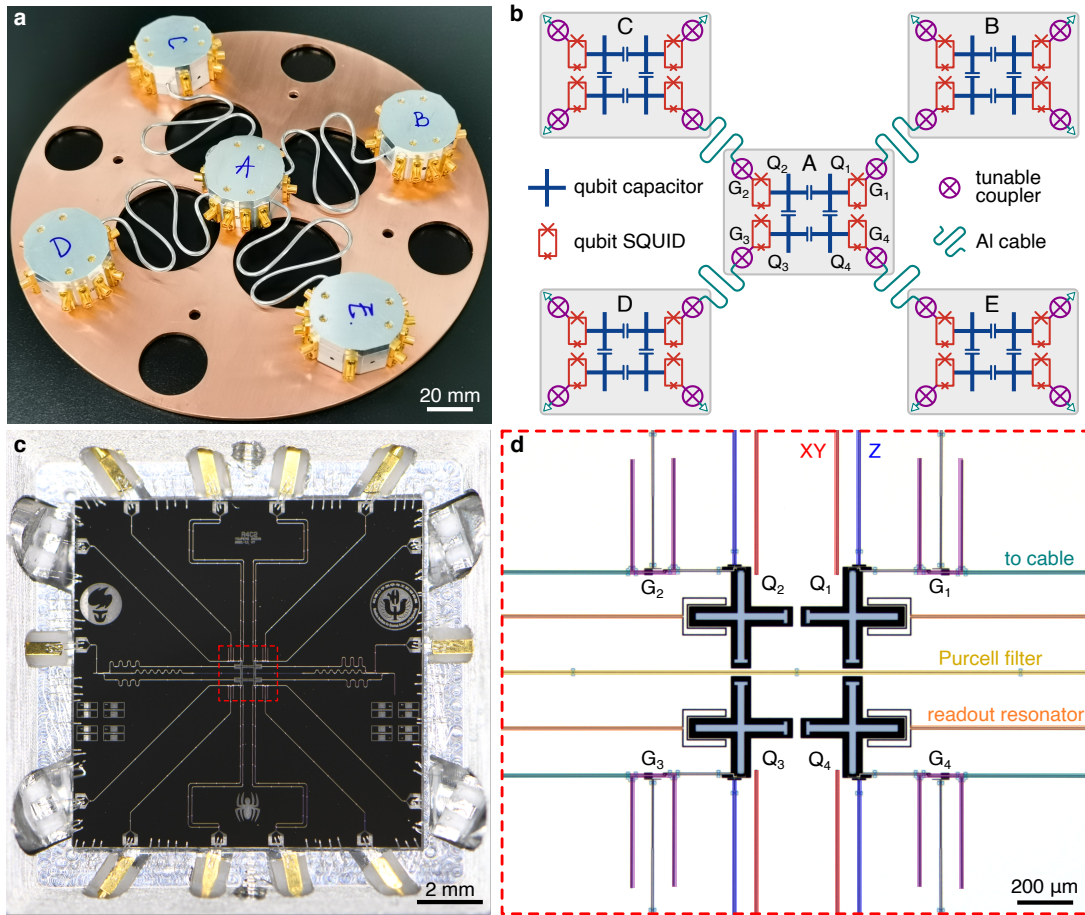 a
C
B
A
D
E
20 mm
b
C
B
Q2 A Q1
G2 G1
G3 G4
Q3 Q4
qubit capacitor
qubit SQUID
tunable
coupler
Al cable
D
E
c
R4C2
2 mm
d
XY Z
to cable
G2 Q2 Q1 G1
Purcell filter
readout resonator
G3 Q3 Q4 G4
200 µm